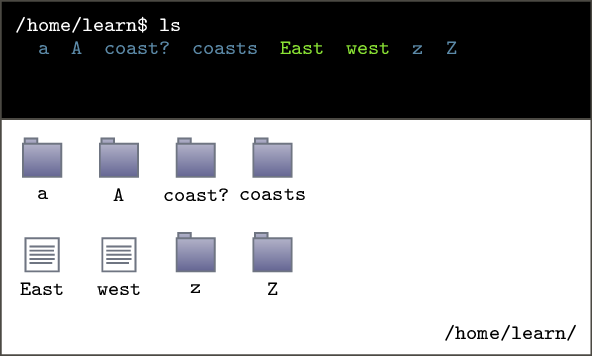 /home/learn$ ls
a A coast? coasts East west z Z
a A coast? coasts
East west z Z
/home/learn/